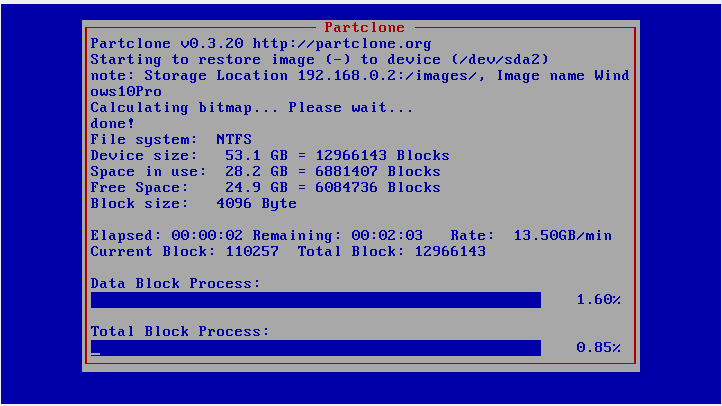 Partclone
Partclone v0.3.20 http://partclone.org
Starting to restore image (-) to device (/dev/sda2)
note: Storage Location 192.168.0.2:/images/, Image name Wind
ows10Pro
Calculating bitmap... Please wait...
done!
File system:  NTFS
Device size:   53.1 GB = 12966143 Blocks
Space in use:  28.2 GB = 6881407 Blocks
Free Space:    24.9 GB = 6084736 Blocks
Block size:   4096 Byte
Elapsed: 00:00:02 Remaining: 00:02:03   Rate:  13.50GB/min
Current Block: 110257  Total Block: 12966143
Data Block Process:
1.60%
Total Block Process:
0.85%